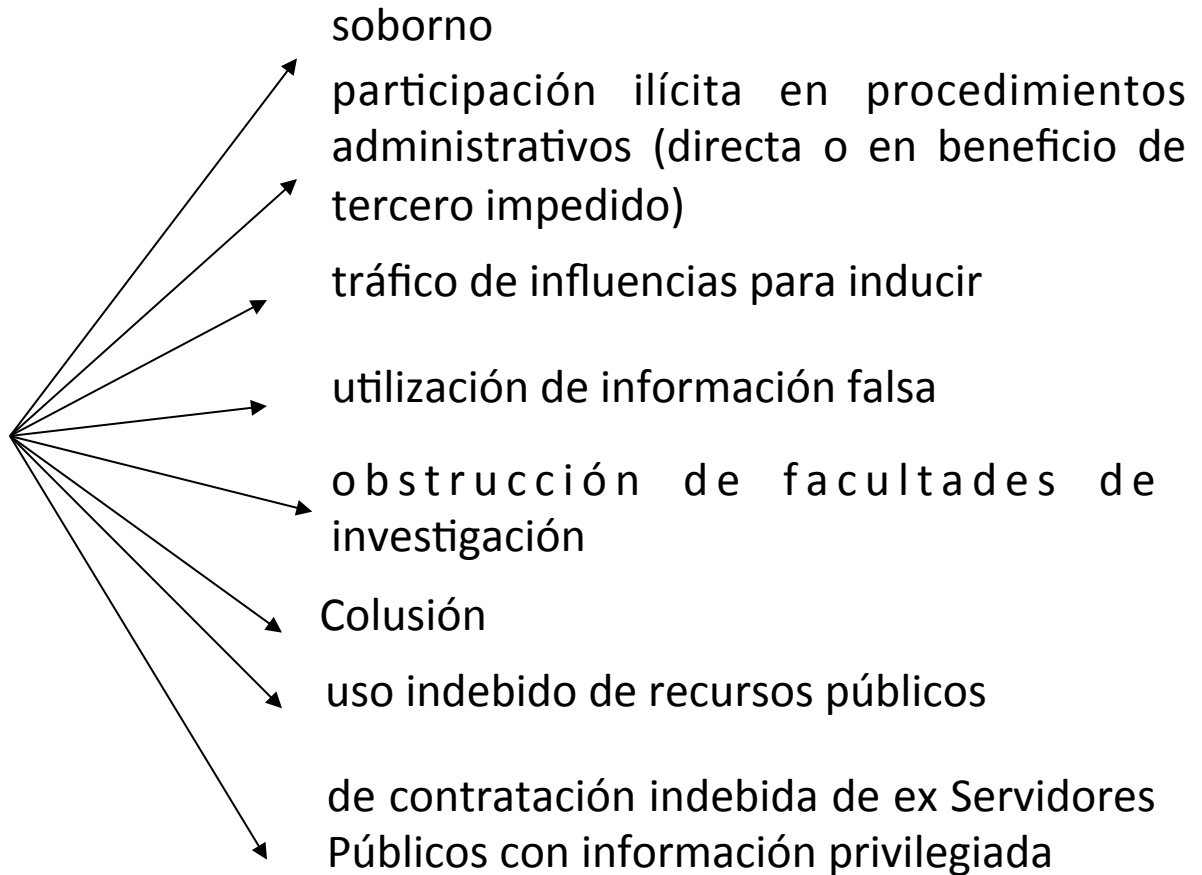 soborno
participación ilícita en procedimientos
administrativos (directa o en beneficio de
tercero impedido)
tráfico de influencias para inducir
utilización de información falsa
obstrucción de facultades de
investigación
Colusión
uso indebido de recursos públicos
de contratación indebida de ex Servidores
Públicos con información privilegiada